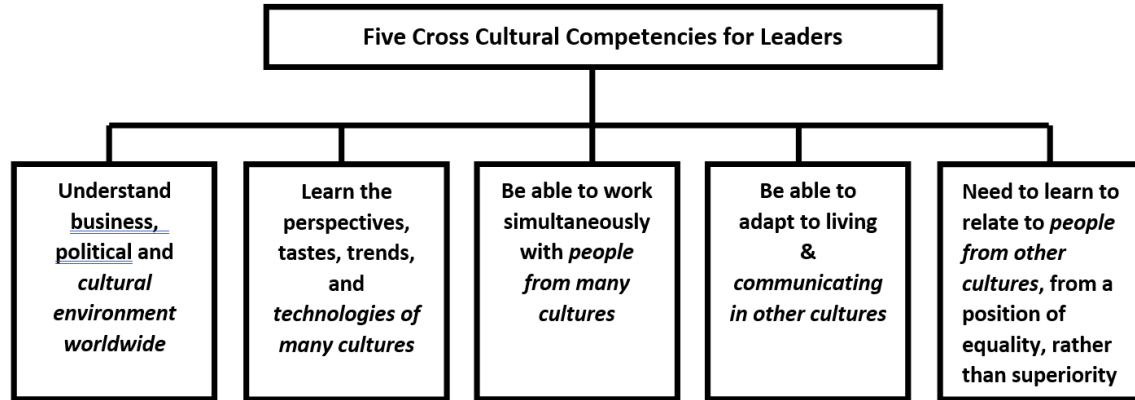 Five Cross Cultural Competencies for Leaders
Understand
business,
political and
cultural
environment
worldwide
Learn the
perspectives,
tastes, trends,
and
technologies of
many cultures
Be able to work
simultaneously
with people
from many
cultures
Be able to
adapt to living
&
communicating
in other cultures
Need to learn to
relate to people
from other
cultures, from a
position of
equality, rather
than superiority